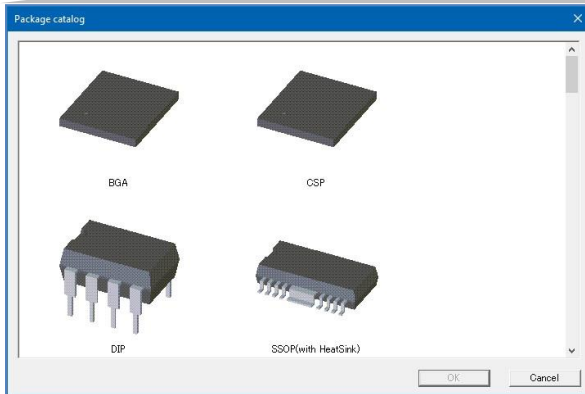 Package catalog
BGA
CSP
DIP
SSOP(with HeatSink)
OK
Cancel